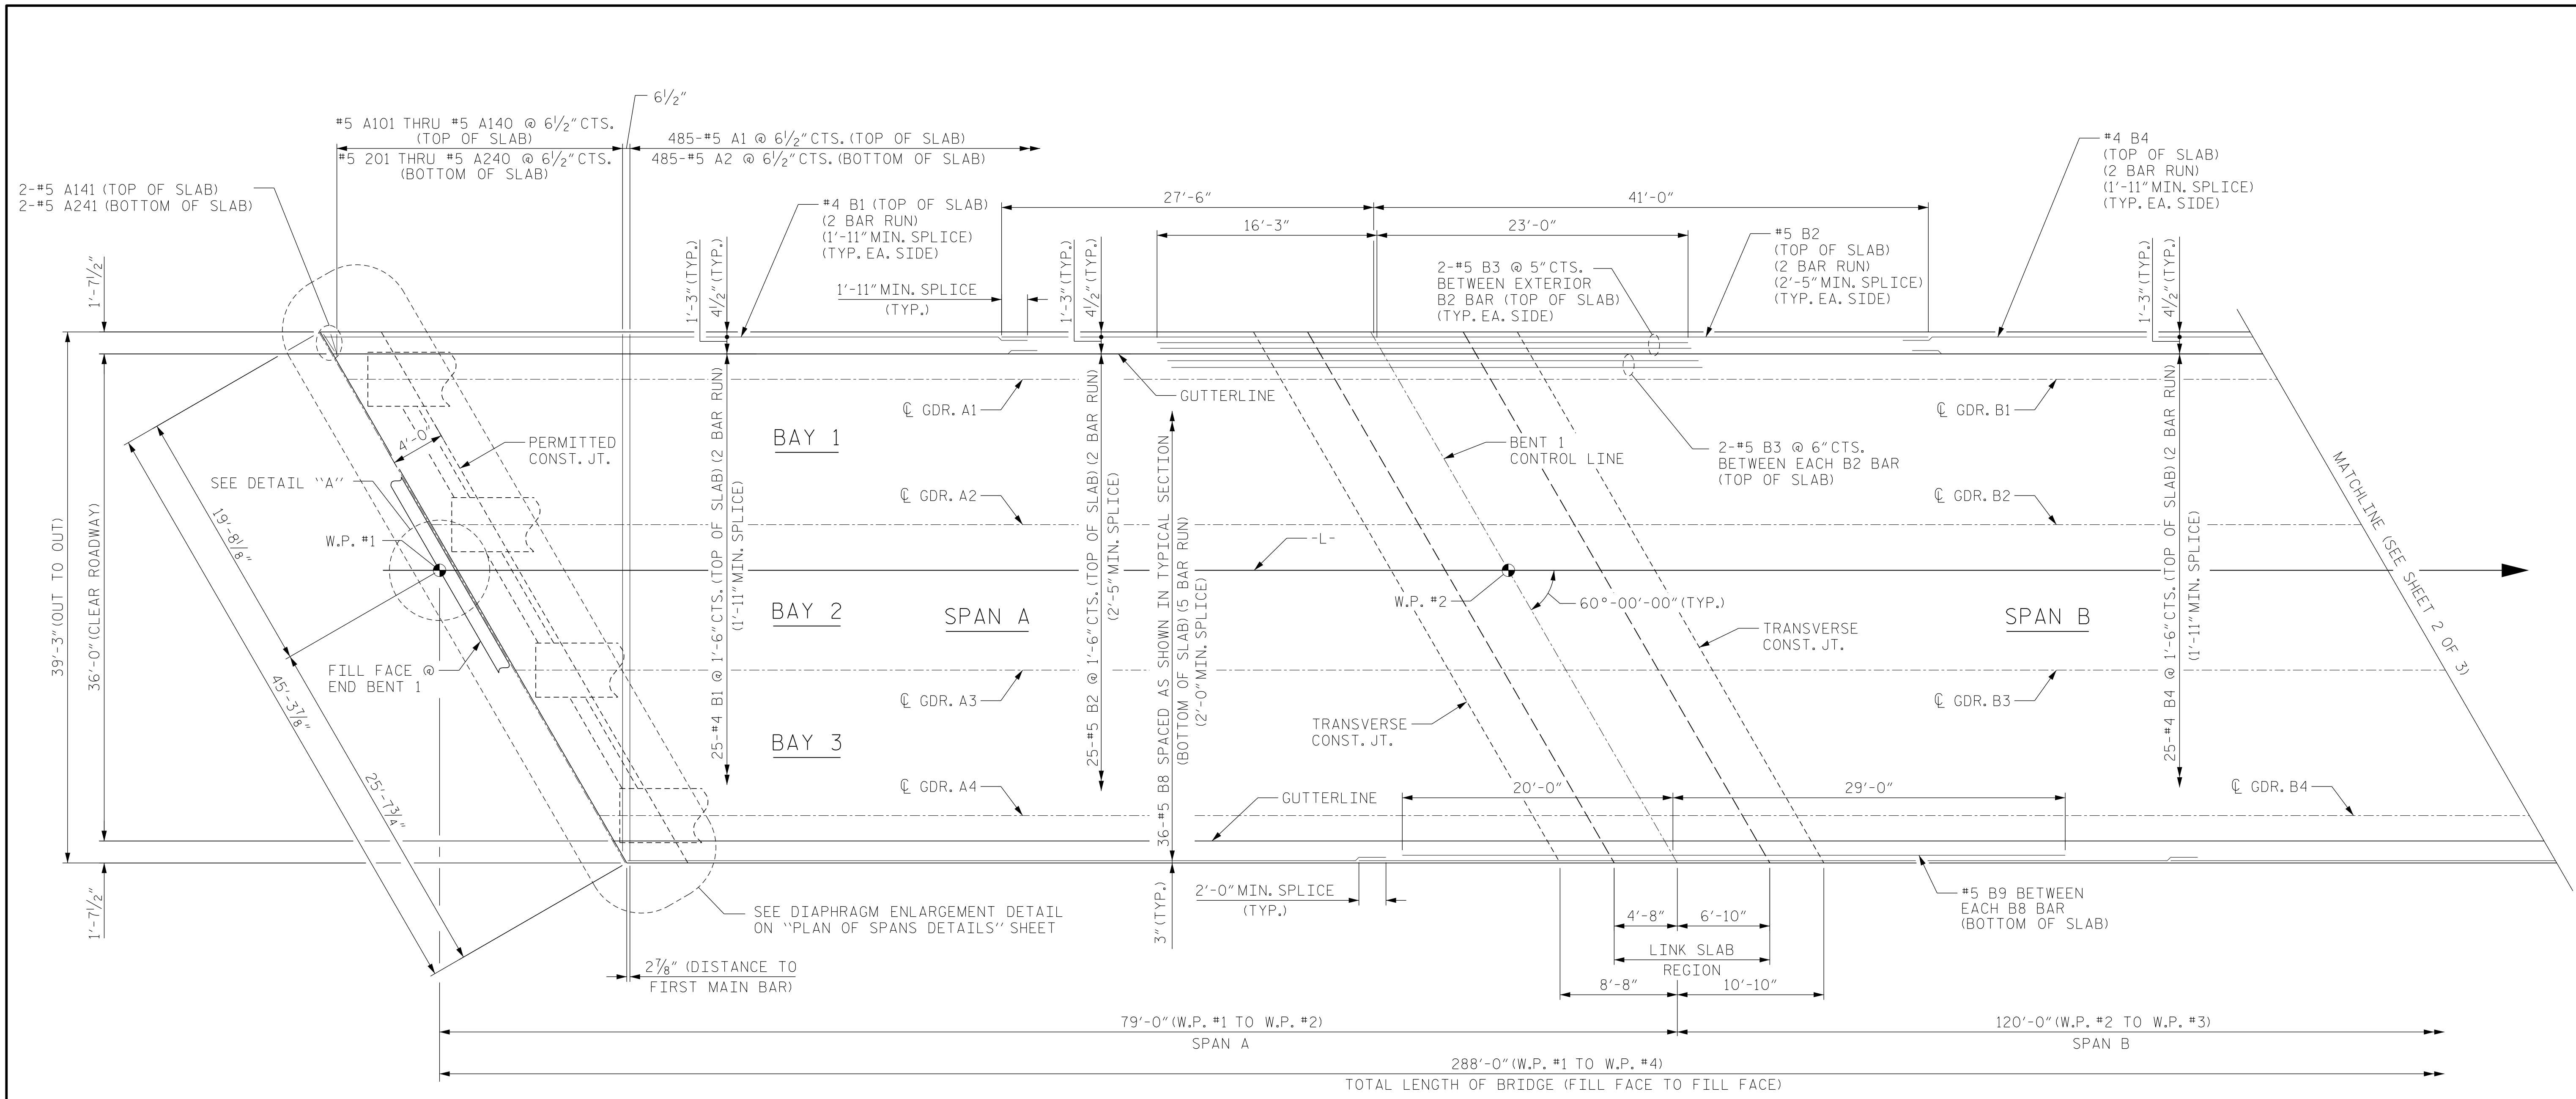 6½"
#5 A101 THRU #5 A140 @ 6½" CTS.
(TOP OF SLAB)
#5 201 THRU #5 A240 @ 6½" CTS.
(BOTTOM OF SLAB)
485-#5 A1 @ 6½" CTS. (TOP OF SLAB)
485-#5 A2 @ 6½" CTS. (BOTTOM OF SLAB)
2-#5 A141 (TOP OF SLAB)
2-#5 A241 (BOTTOM OF SLAB)
#4 B1 (TOP OF SLAB)
(2 BAR RUN)
(1'-11" MIN. SPLICE)
(TYP. EA. SIDE)
1'-11" MIN. SPLICE
(TYP.)
27'-6"
41'-0"
16'-3"
23'-0"
2-#5 B3 @ 5" CTS.
BETWEEN EXTERIOR
B2 BAR (TOP OF SLAB)
(TYP. EA. SIDE)
#5 B2
(TOP OF SLAB)
(2 BAR RUN)
(2'-5" MIN. SPLICE)
(TYP. EA. SIDE)
#4 B4
(TOP OF SLAB)
(2 BAR RUN)
(1'-11" MIN. SPLICE)
(TYP. EA. SIDE)
1'-3" (TYP.)
4½" (TYP.)
1'-3" (TYP.)
4½" (TYP.)
1'-3" (TYP.)
4½" (TYP.)
1'-7½"
39'-3" (OUT TO OUT)
36'-0" (CLEAR ROADWAY)
1'-7½"
4'-0"
PERMITTED
CONST. JT.
SEE DETAIL "A"
W.P. #1
19'-8⅛"
45'-3⅞"
25'-7¾"
FILL FACE @
END BENT 1
25-#4 B1 @ 1'-6" CTS. (TOP OF SLAB) (2 BAR RUN)
(1'-11" MIN. SPLICE)
BAY 1
BAY 2
BAY 3
SPAN A
℄ GDR. A1
℄ GDR. A2
℄ GDR. A3
℄ GDR. A4
25-#5 B2 @ 1'-6" CTS. (TOP OF SLAB) (2 BAR RUN)
(2'-5" MIN. SPLICE)
36-#5 B8 SPACED AS SHOWN IN TYPICAL SECTION
(BOTTOM OF SLAB) (5 BAR RUN)
(2'-0" MIN. SPLICE)
3" (TYP.)
GUTTERLINE
GUTTERLINE
-L-
W.P. #2
BENT 1
CONTROL LINE
60°-00'-00" (TYP.)
TRANSVERSE
CONST. JT.
TRANSVERSE
CONST. JT.
2-#5 B3 @ 6" CTS.
BETWEEN EACH B2 BAR
(TOP OF SLAB)
℄ GDR. B1
℄ GDR. B2
℄ GDR. B3
℄ GDR. B4
SPAN B
25-#4 B4 @ 1'-6" CTS. (TOP OF SLAB) (2 BAR RUN)
(1'-11" MIN. SPLICE)
MATCHLINE (SEE SHEET 2 OF 3)
20'-0"
29'-0"
2'-0" MIN. SPLICE
(TYP.)
#5 B9 BETWEEN
EACH B8 BAR
(BOTTOM OF SLAB)
SEE DIAPHRAGM ENLARGEMENT DETAIL
ON "PLAN OF SPANS DETAILS" SHEET
2⅞" (DISTANCE TO
FIRST MAIN BAR)
4'-8"
6'-10"
LINK SLAB
REGION
8'-8"
10'-10"
79'-0" (W.P. #1 TO W.P. #2)
SPAN A
120'-0" (W.P. #2 TO W.P. #3)
SPAN B
288'-0" (W.P. #1 TO W.P. #4)
TOTAL LENGTH OF BRIDGE (FILL FACE TO FILL FACE)